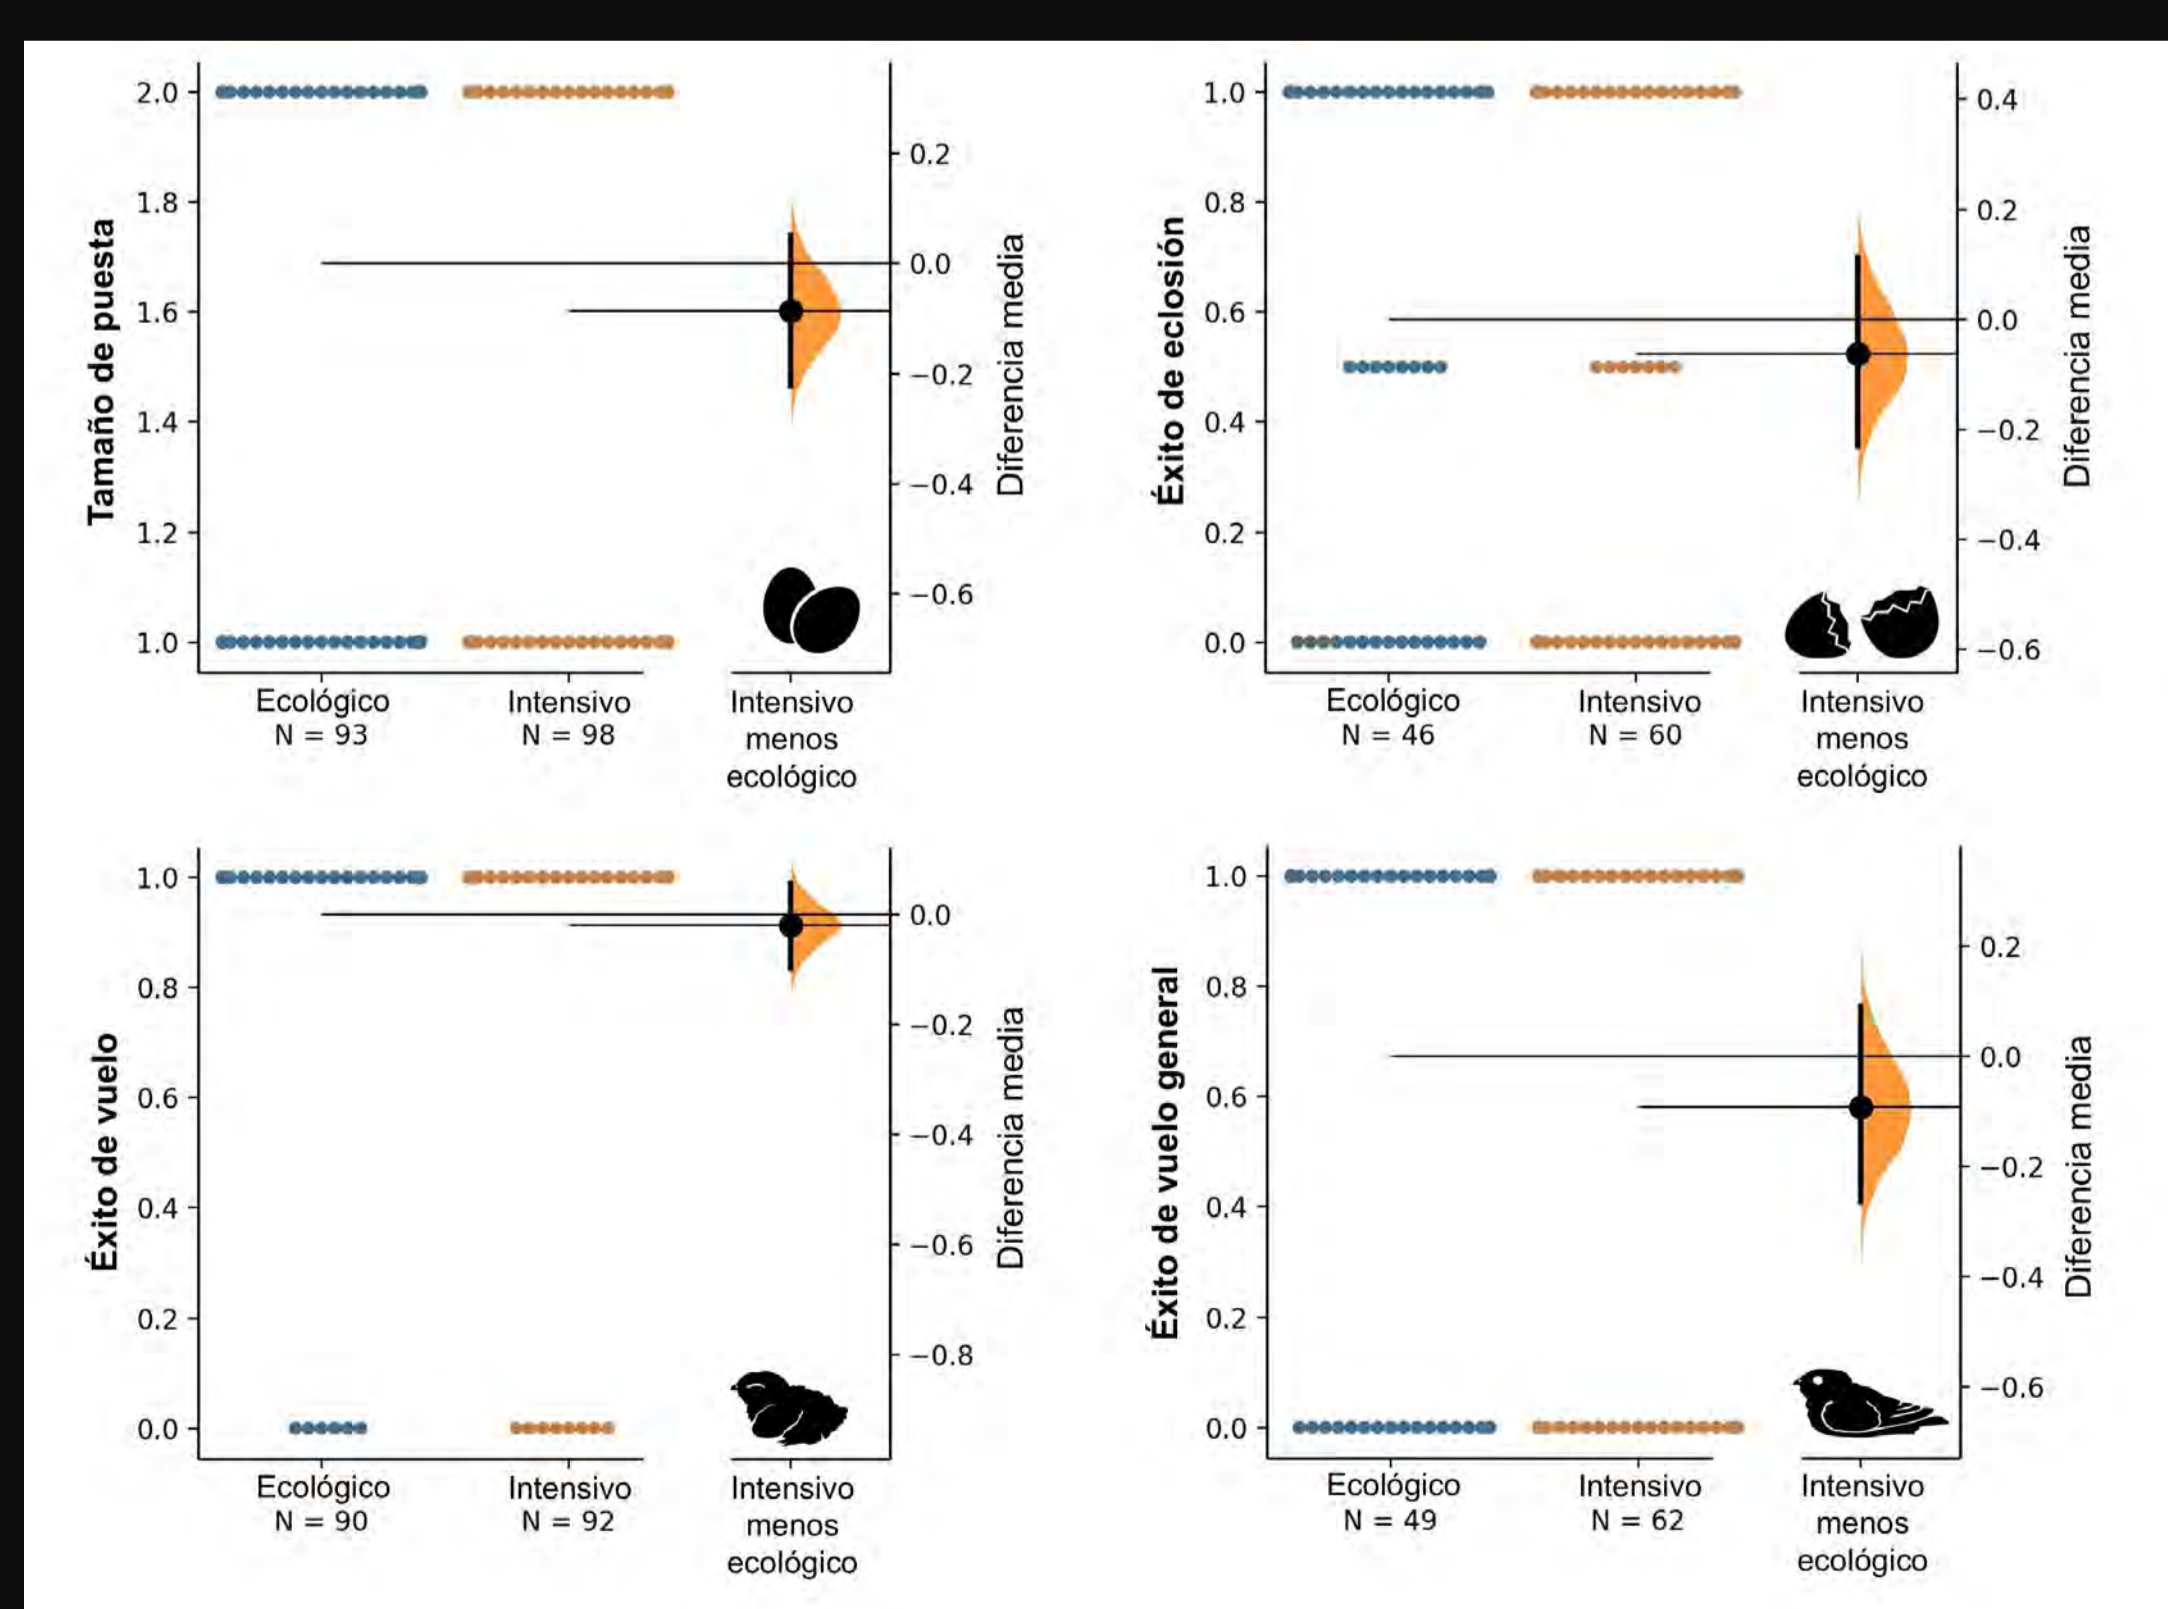 Tamaño de puesta
2.0
1.8
1.6
1.4
1.2
1.0
0.2
0.0
−0.2
−0.4
−0.6
Diferencia media
Ecológico
N = 93
Intensivo
N = 98
Intensivo
menos
ecológico
Éxito de eclosión
1.0
0.8
0.6
0.4
0.2
0.0
0.4
0.2
0.0
−0.2
−0.4
−0.6
Diferencia media
Ecológico
N = 46
Intensivo
N = 60
Intensivo
menos
ecológico
Éxito de vuelo
1.0
0.8
0.6
0.4
0.2
0.0
0.0
−0.2
−0.4
−0.6
−0.8
Diferencia media
Ecológico
N = 90
Intensivo
N = 92
Intensivo
menos
ecológico
Éxito de vuelo general
1.0
0.8
0.6
0.4
0.2
0.0
0.2
0.0
−0.2
−0.4
−0.6
Diferencia media
Ecológico
N = 49
Intensivo
N = 62
Intensivo
menos
ecológico